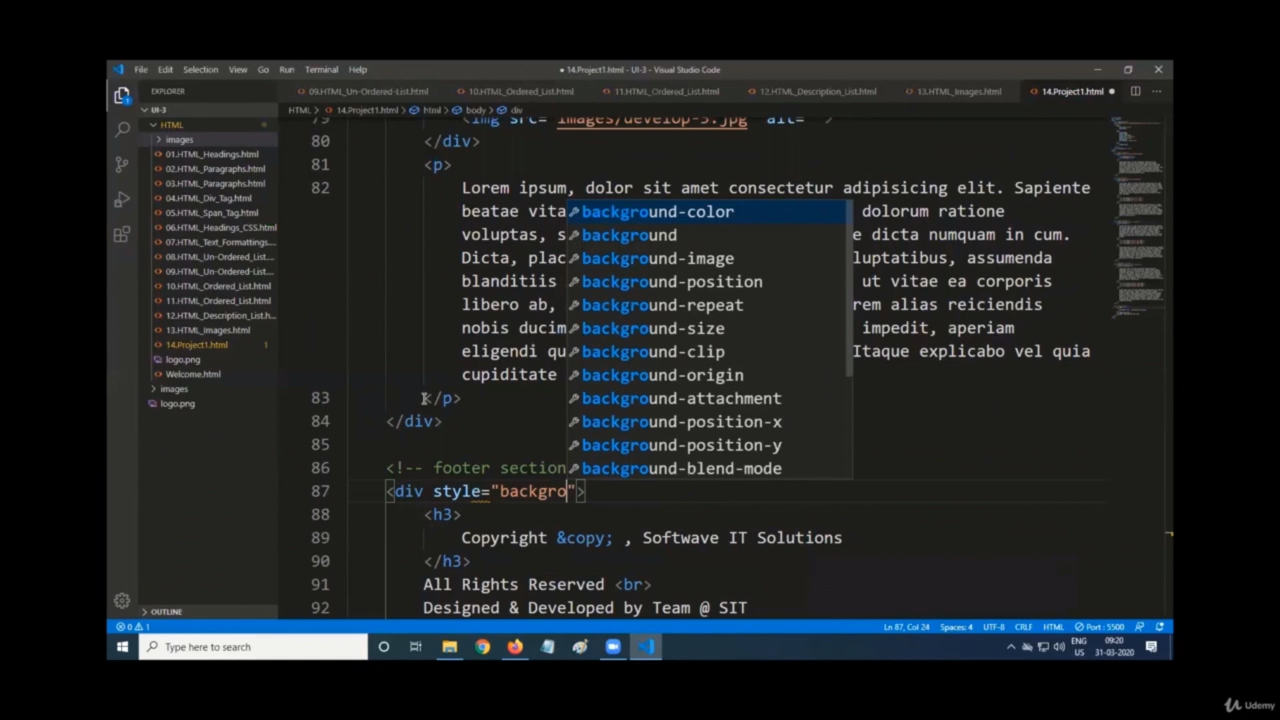 File Edit Selection View Go Run Terminal Help
● 14.Project1.html - UI-3 - Visual Studio Code
EXPLORER
09.HTML_Un-Ordered-List.html 10.HTML_Ordered_List.html 11.HTML_Ordered_List.html 12.HTML_Description_List.html 13.HTML_Images.html 14.Project1.html ●
UI-3
HTML > 14.Project1.html > html > body > div
HTML
images
01.HTML_Headings.html
02.HTML_Paragraphs.html
03.HTML_Paragraphs.html
04.HTML_Div_Tag.html
05.HTML_Span_Tag.html
06.HTML_Headings_CSS.html
07.HTML_Text_Formattings...
08.HTML_Un-Ordered_List....
09.HTML_Un-Ordered-List....
10.HTML_Ordered_List.html
11.HTML_Ordered_List.html
12.HTML_Description_List.h...
13.HTML_Images.html
14.Project1.html 1
logo.png
Welcome.html
images
logo.png
OUTLINE
79 <img src="images/develop-5.jpg" alt="">
80 </div>
81 <p>
82 Lorem ipsum, dolor sit amet consectetur adipisicing elit. Sapiente
beatae vita dolorum ratione
voluptas, s e dicta numquam in cum.
Dicta, plac luptatibus, assumenda
blanditiis ut vitae ea corporis
libero ab, rem alias reiciendis
nobis ducim impedit, aperiam
eligendi qu Itaque explicabo vel quia
cupiditate
83 </p>
84 </div>
85
86 <!-- footer section
87 <div style="backgro">
88 <h3>
89 Copyright &copy; , Softwave IT Solutions
90 </h3>
91 All Rights Reserved <br>
92 Designed & Developed by Team @ SIT
background-color
background
background-image
background-position
background-repeat
background-size
background-clip
background-origin
background-attachment
background-position-x
background-position-y
background-blend-mode
0 1 Ln 87, Col 24 Spaces: 4 UTF-8 CRLF HTML Port : 5500
Type here to search
ENG
US
09:20
31-03-2020
Udemy